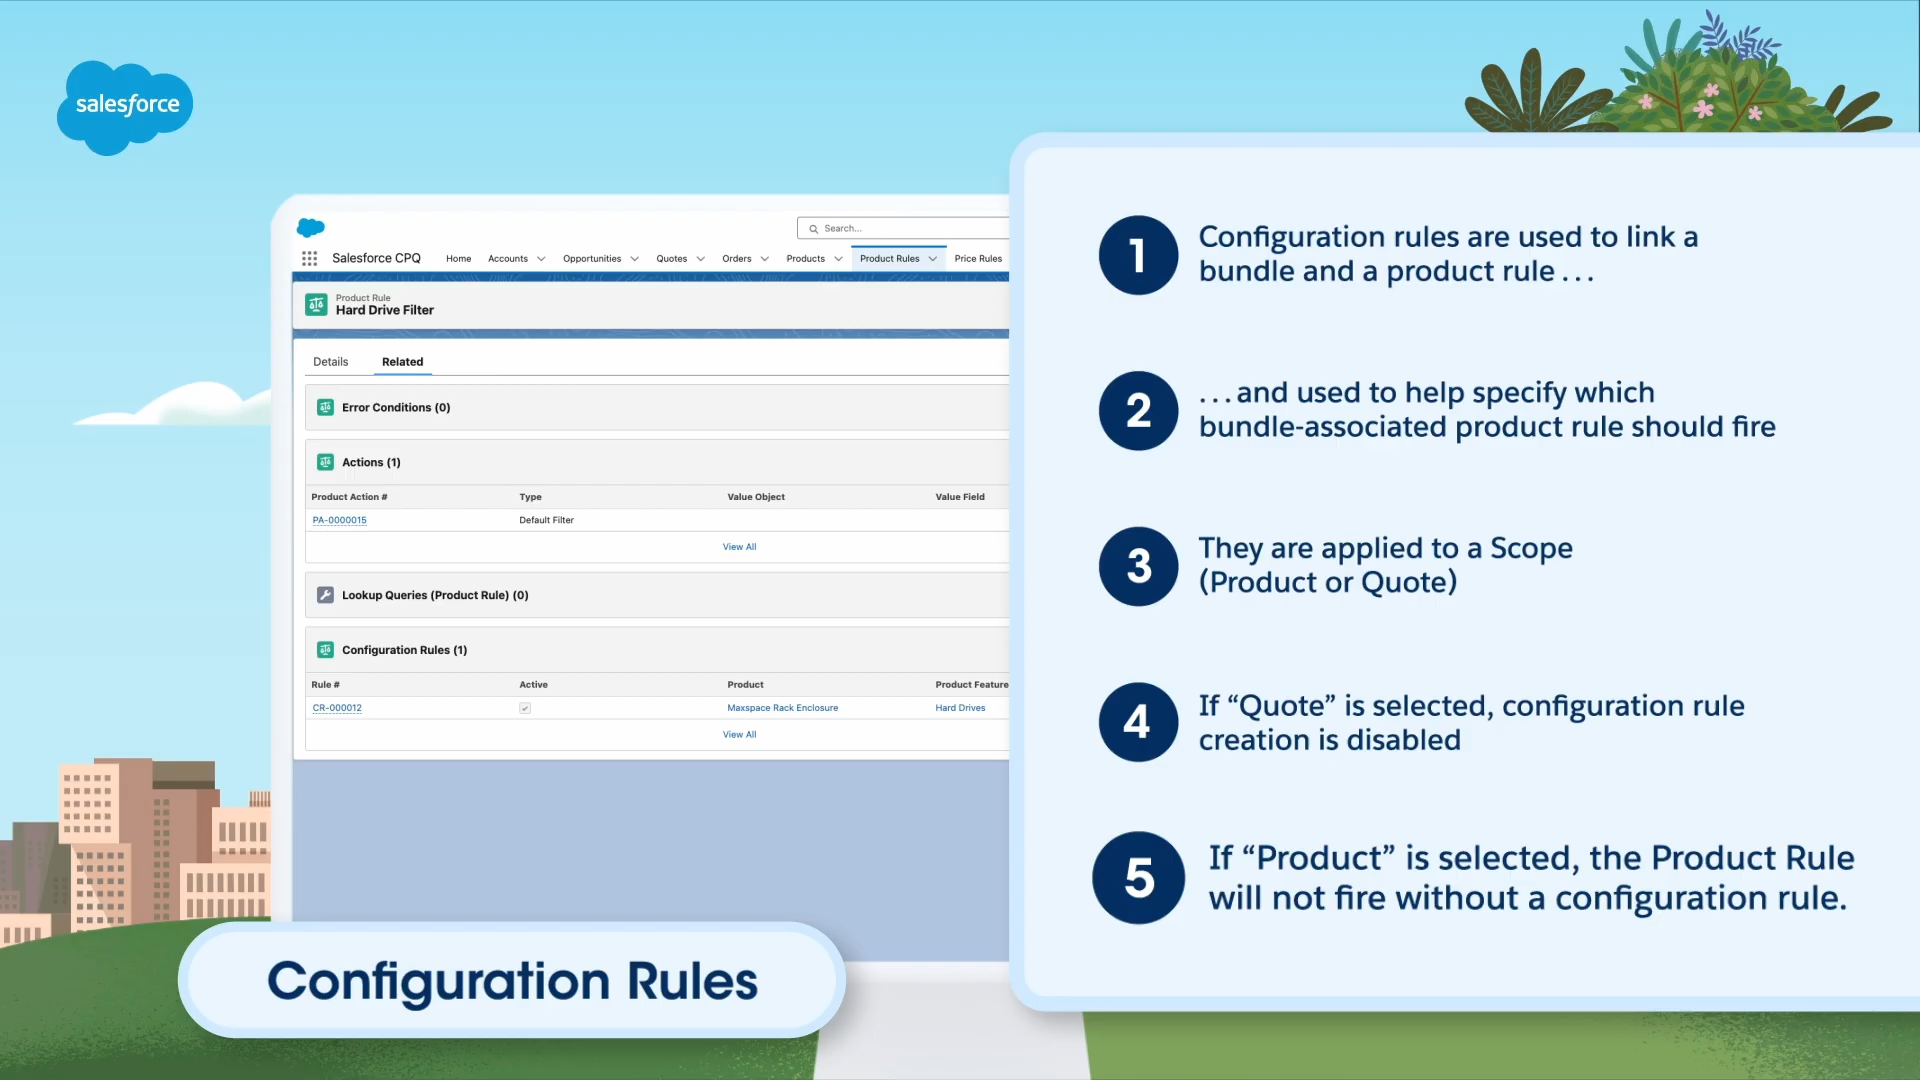 salesforce
Search...
Salesforce CPQ
Home
Accounts
Opportunities
Quotes
Orders
Products
Product Rules
Price Rules
Product Rule
Hard Drive Filter
Details
Related
Error Conditions (0)
Actions (1)
Product Action #
Type
Value Object
Value Field
PA-0000015
Default Filter
View All
Lookup Queries (Product Rule) (0)
Configuration Rules (1)
Rule #
Active
Product
Product Feature
CR-000012
Maxspace Rack Enclosure
Hard Drives
View All
Configuration Rules
1
Configuration rules are used to link a
bundle and a product rule . . .
2
. . . and used to help specify which
bundle-associated product rule should fire
3
They are applied to a Scope
(Product or Quote)
4
If “Quote” is selected, configuration rule
creation is disabled
5
If “Product” is selected, the Product Rule
will not fire without a configuration rule.